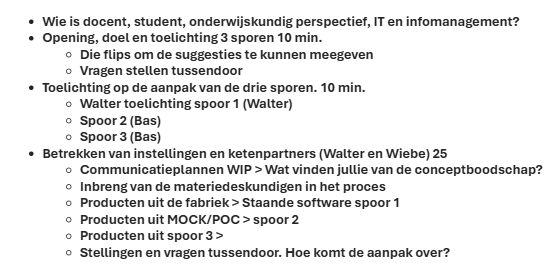 • Wie is docent, student, onderwijskundig perspectief, IT en infomanagement?
• Opening, doel en toelichting 3 sporen 10 min.
○ Die flips om de suggesties te kunnen meegeven
○ Vragen stellen tussendoor
• Toelichting op de aanpak van de drie sporen. 10 min.
○ Walter toelichting spoor 1 (Walter)
○ Spoor 2 (Bas)
○ Spoor 3 (Bas)
• Betrekken van instellingen en ketenpartners (Walter en Wiebe) 25
○ Communicatieplannen WIP > Wat vinden jullie van de conceptboodschap?
○ Inbreng van de materiedeskundigen in het proces
○ Producten uit de fabriek > Staande software spoor 1
○ Producten uit MOCK/POC > spoor 2
○ Producten uit spoor 3 >
○ Stellingen en vragen tussendoor. Hoe komt de aanpak over?